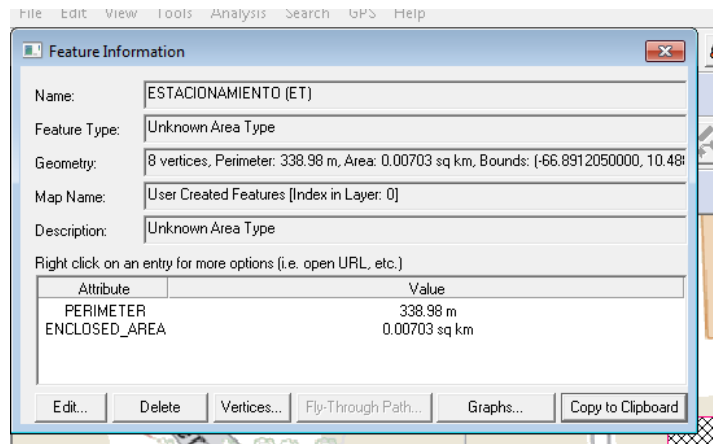 File Edit View Tools Analysis Search GPS Help
Feature Information
Name: ESTACIONAMIENTO (ET)
Feature Type: Unknown Area Type
Geometry: 8 vertices, Perimeter: 338.98 m, Area: 0.00703 sq km, Bounds: (-66.8912050000, 10.48
Map Name: User Created Features [Index in Layer: 0]
Description: Unknown Area Type
Right click on an entry for more options (i.e. open URL, etc.)
Attribute Value
PERIMETER 338.98 m
ENCLOSED_AREA 0.00703 sq km
Edit... Delete Vertices... Fly-Through Path... Graphs... Copy to Clipboard